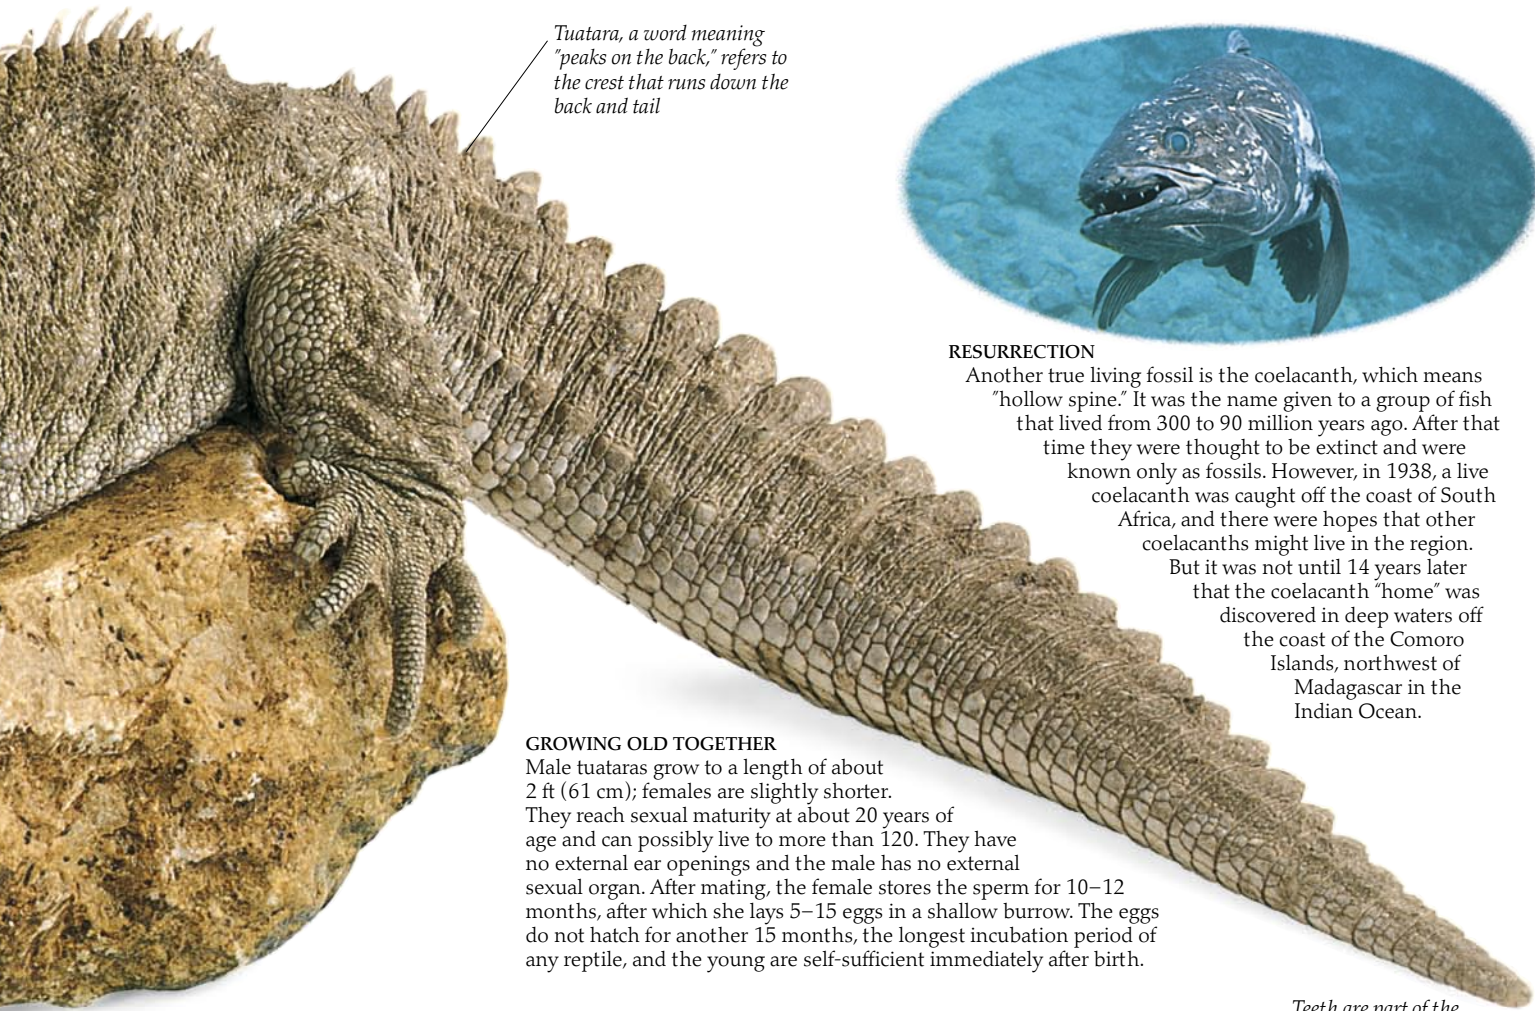 Tuatara, a word meaning
"peaks on the back," refers to
the crest that runs down the
back and tail
RESURRECTION
Another true living fossil is the coelacanth, which means
"hollow spine." It was the name given to a group of fish
that lived from 300 to 90 million years ago. After that
time they were thought to be extinct and were
known only as fossils. However, in 1938, a live
coelacanth was caught off the coast of South
Africa, and there were hopes that other
coelacanths might live in the region.
But it was not until 14 years later
that the coelacanth "home" was
discovered in deep waters off
the coast of the Comoro
Islands, northwest of
Madagascar in the
Indian Ocean.
GROWING OLD TOGETHER
Male tuataras grow to a length of about
2 ft (61 cm); females are slightly shorter.
They reach sexual maturity at about 20 years of
age and can possibly live to more than 120. They have
no external ear openings and the male has no external
sexual organ. After mating, the female stores the sperm for 10–12
months, after which she lays 5–15 eggs in a shallow burrow. The eggs
do not hatch for another 15 months, the longest incubation period of
any reptile, and the young are self-sufficient immediately after birth.
Teeth are part of the